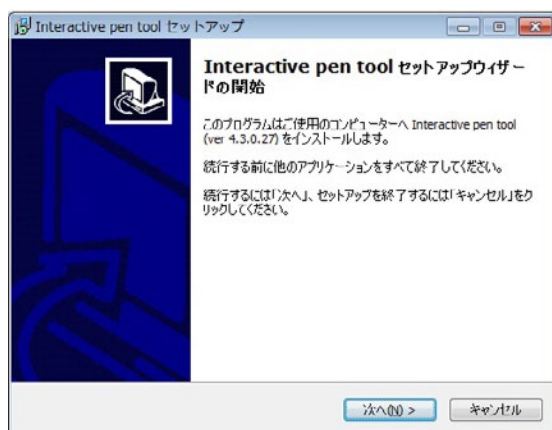 Interactive pen tool セットアップ
Interactive pen tool セットアップウィザー
ドの開始
このプログラムはご使用のコンピューターへ Interactive pen tool
(ver 4.3.0.27) をインストールします。
続行する前に他のアプリケーションをすべて終了してください。
続行するには「次へ」、セットアップを終了するには「キャンセル」をク
リックしてください。
次へ(N) >
キャンセル